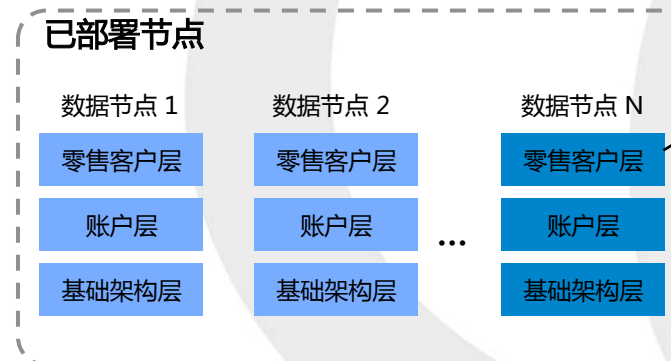 已部署节点
数据节点 1 数据节点 2 数据节点 N
零售客户层 零售客户层 零售客户层
账户层 账户层 ... 账户层
基础架构层 基础架构层 基础架构层